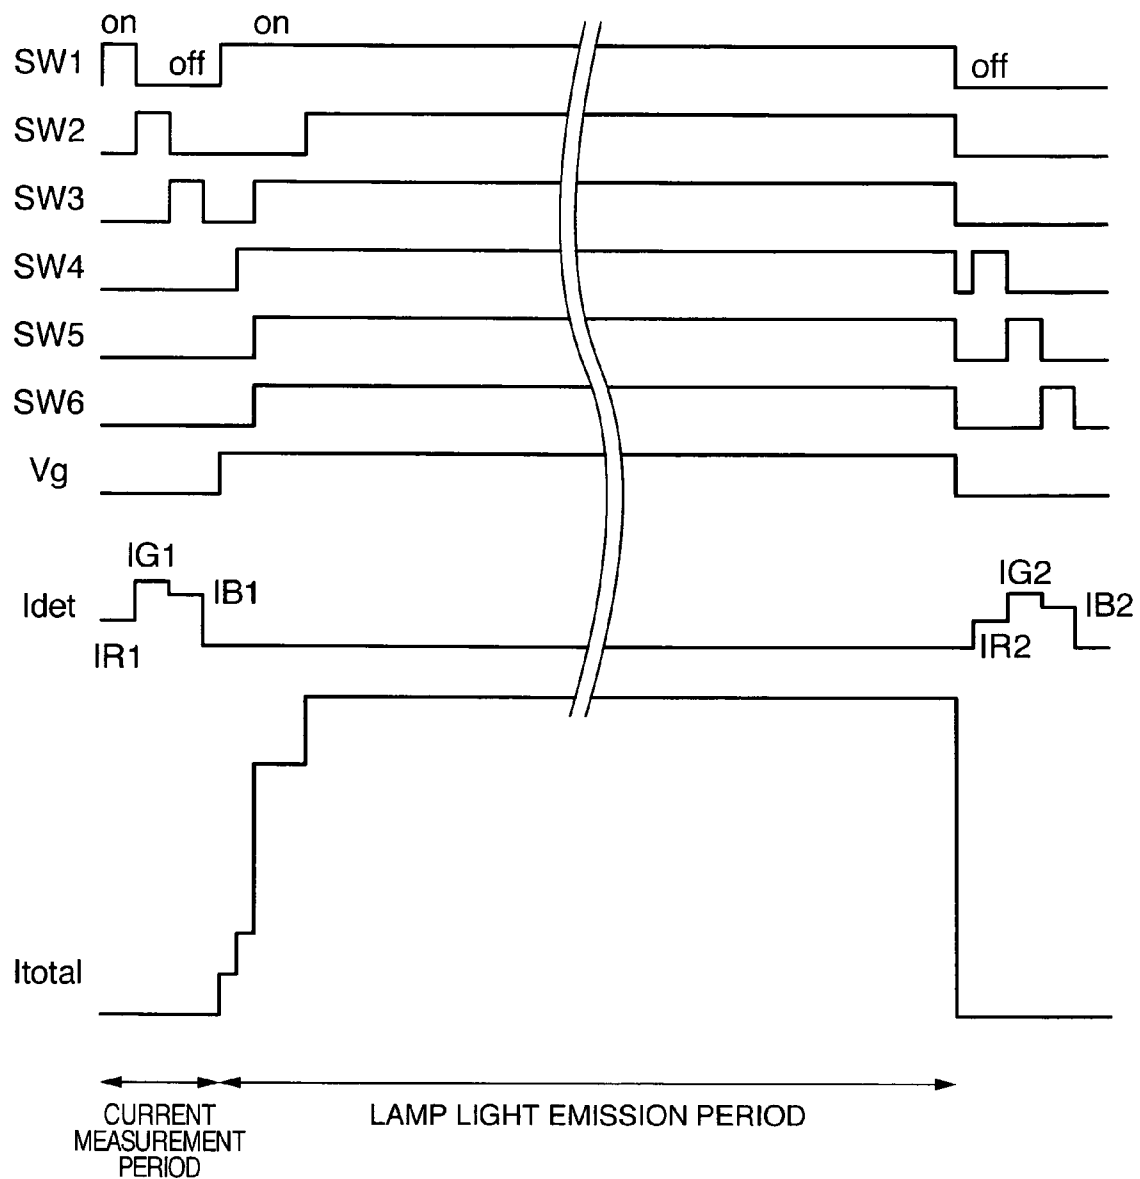 on
on
SW1
off
off
SW2
SW3
SW4
SW5
SW6
Vg
IG1
IG2
Idet
IB1
IB2
IR1
IR2
Itotal
CURRENT
MEASUREMENT
PERIOD
LAMP LIGHT EMISSION PERIOD